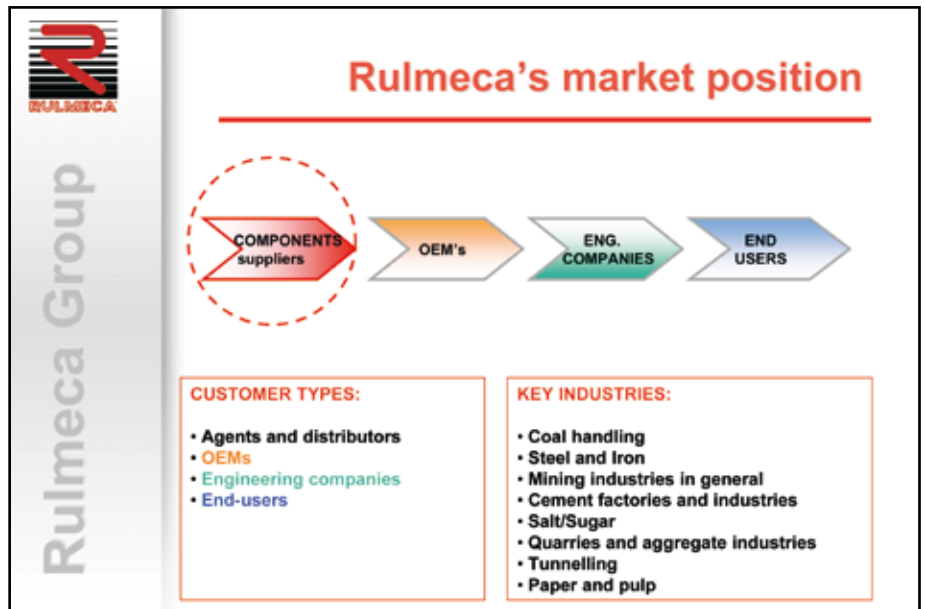 RULMECA
Rulmeca Group
Rulmeca's market position
COMPONENTS
suppliers
OEM's
ENG.
COMPANIES
END
USERS
CUSTOMER TYPES:
• Agents and distributors
• OEMs
• Engineering companies
• End-users
KEY INDUSTRIES:
• Coal handling
• Steel and Iron
• Mining industries in general
• Cement factories and industries
• Salt/Sugar
• Quarries and aggregate industries
• Tunnelling
• Paper and pulp